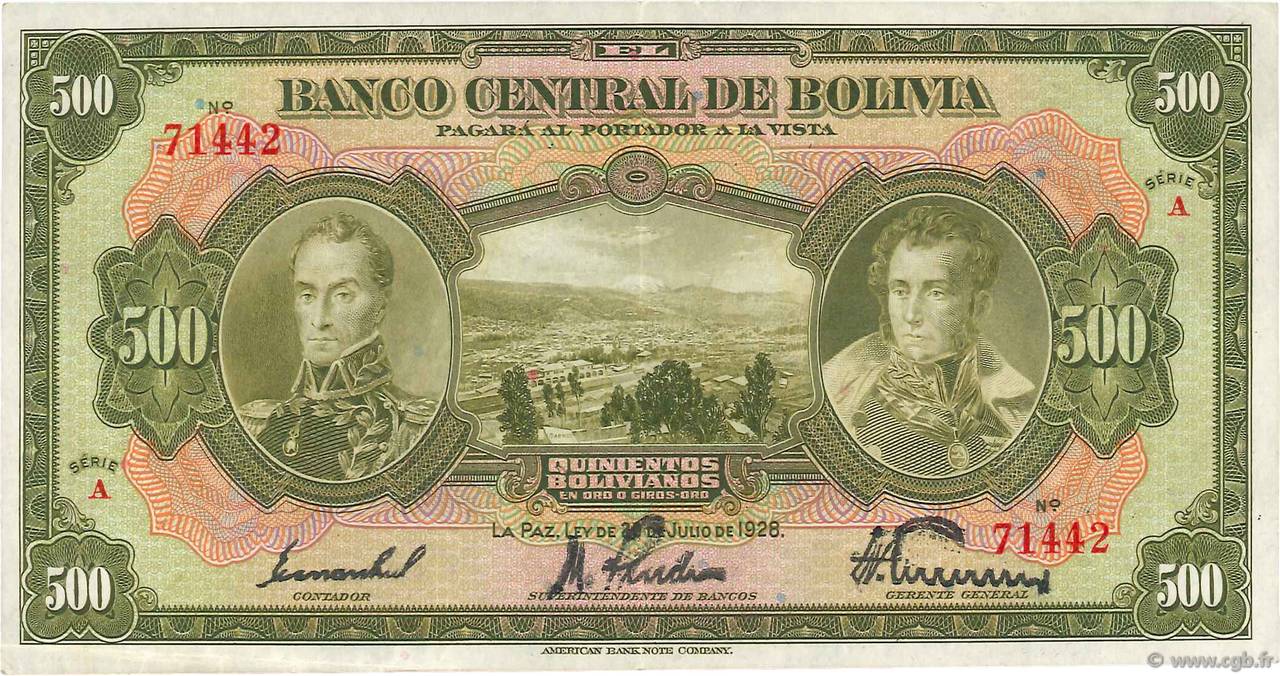 EL
500
BANCO CENTRAL DE BOLIVIA
500
Nº
71442
PAGARÁ AL PORTADOR A LA VISTA
SÉRIE
A
500
500
SÉRIE
A
QUINIENTOS
BOLIVIANOS
EN ORO O GIROS-ORO
LA PAZ, LEY DE DE JULIO DE 1928.
Nº
71442
CONTADOR
SUPERINTENDENTE DE BANCOS
GERENTE GENERAL
500
500
AMERICAN BANK NOTE COMPANY.
© www.cgb.fr